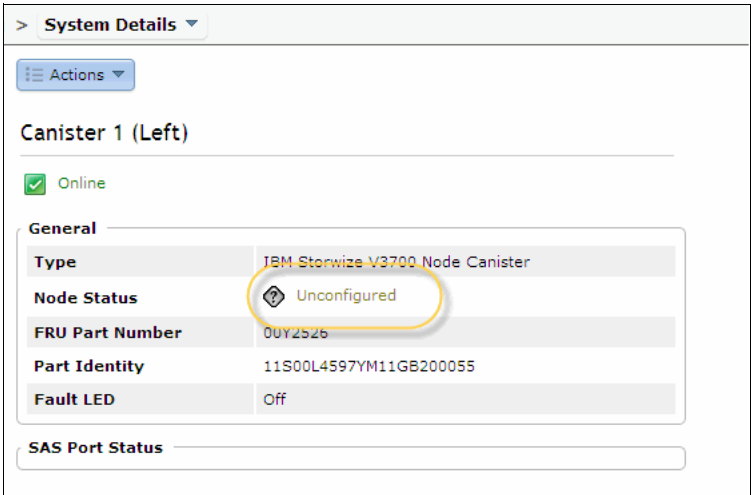 > System Details
Actions
Canister 1 (Left)
Online
General
Type IBM Storwize V3700 Node Canister
Node Status Unconfigured
FRU Part Number 00Y2526
Part Identity 11S00L4597YM11GB200055
Fault LED Off
SAS Port Status